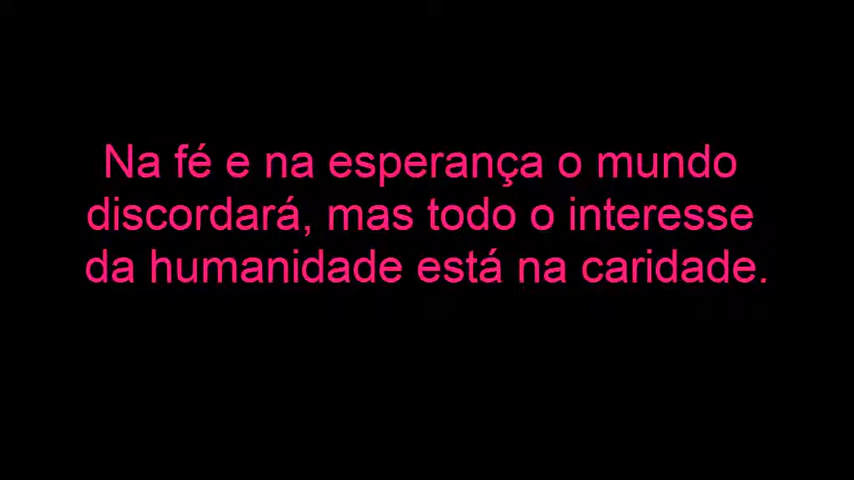 Na fé e na esperança o mundo
discordará, mas todo o interesse
da humanidade está na caridade.